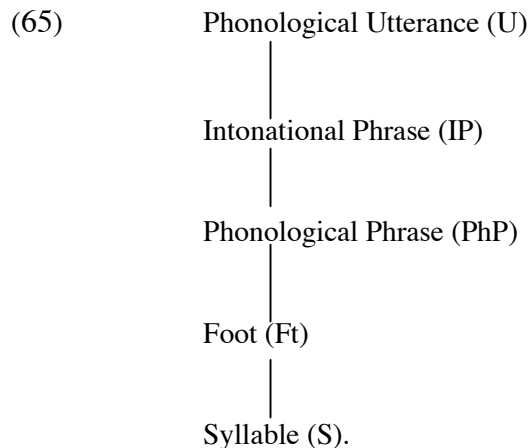 (65) Phonological Utterance (U)
Intonational Phrase (IP)
Phonological Phrase (PhP)
Foot (Ft)
Syllable (S).